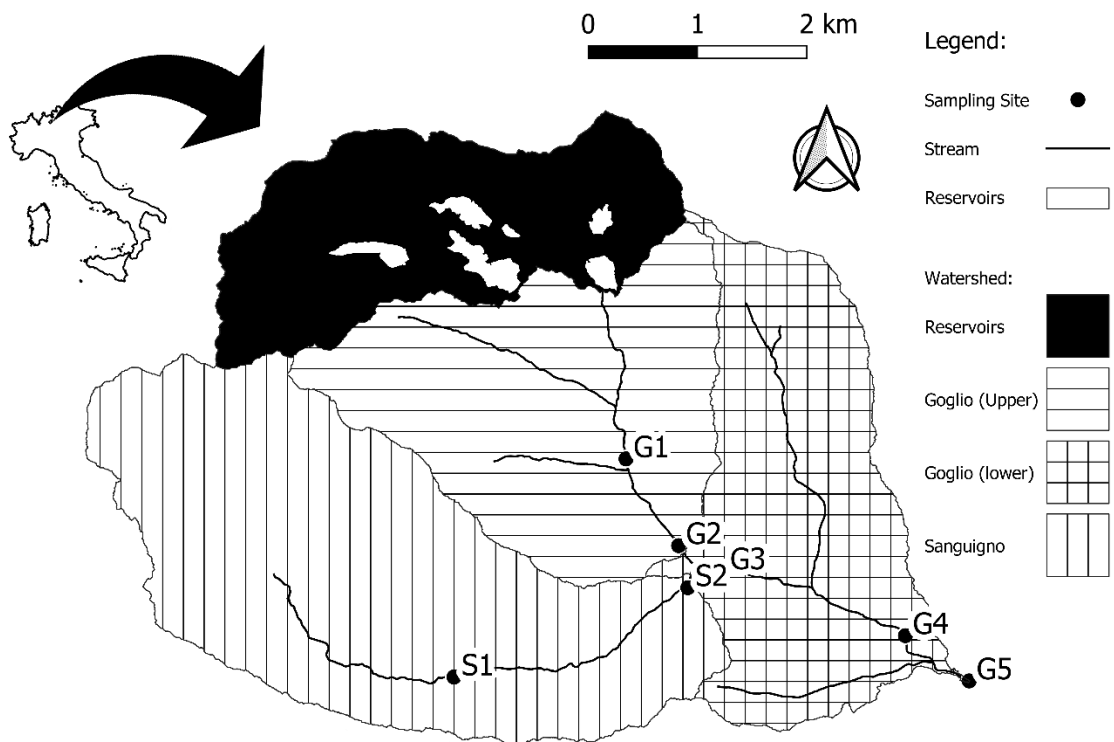 0 1 2 km
Legend:
Sampling Site
Stream
Reservoirs
Watershed:
Reservoirs
Goglio (Upper)
Goglio (lower)
Sanguigno
G1
G2
G3
S2
G4
S1
G5